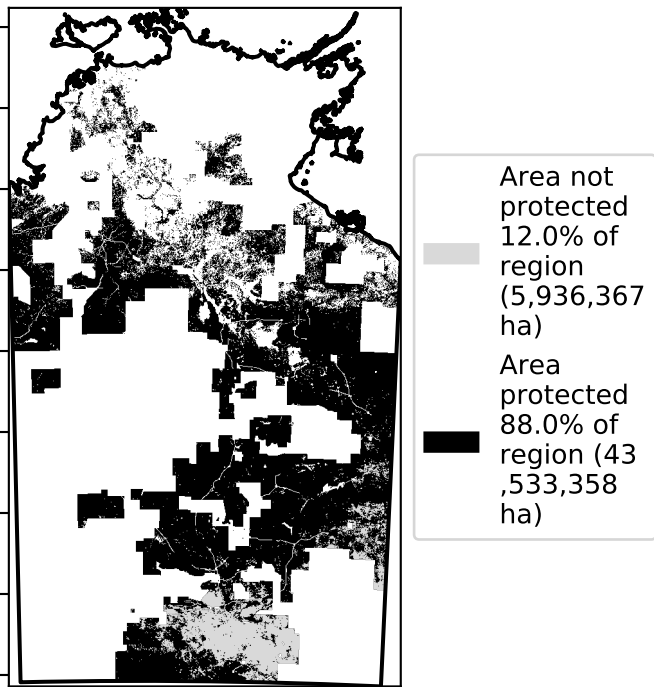 Area not
protected
12.0% of
region
(5,936,367
ha)
Area
protected
88.0% of
region (43
,533,358
ha)